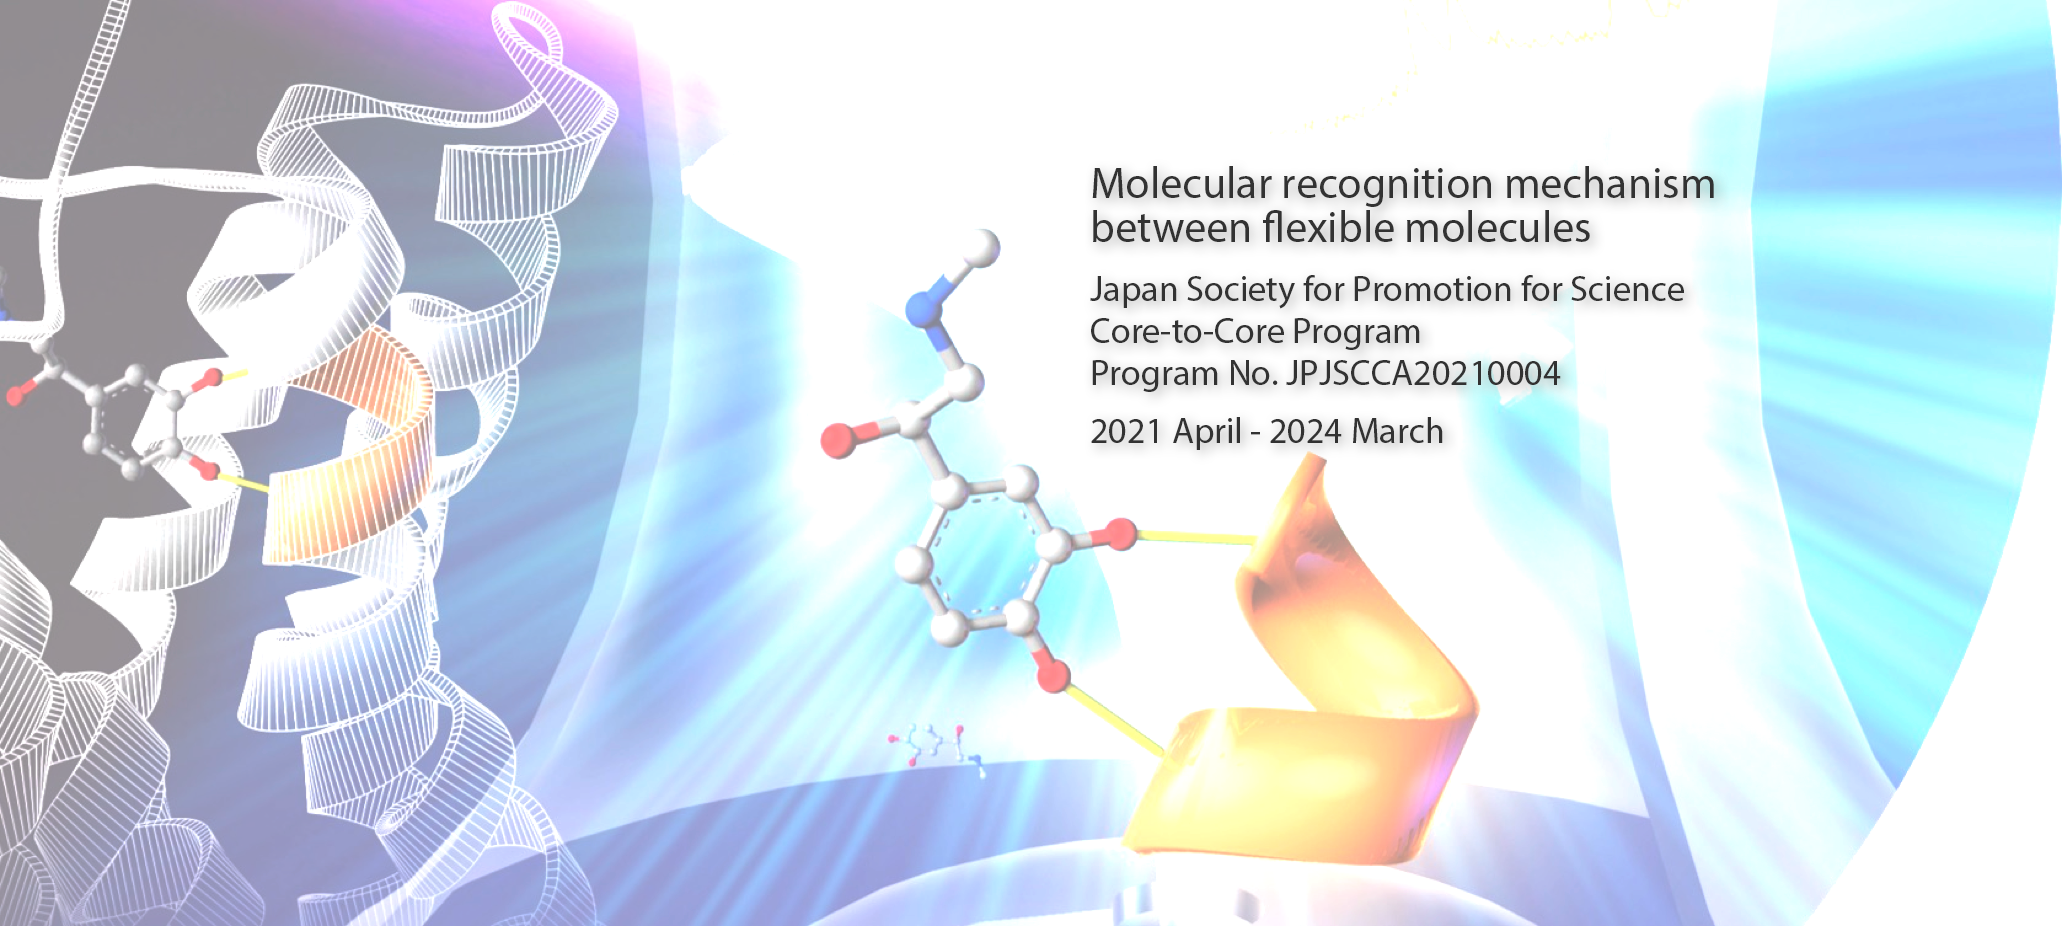 Molecular recognition mechanism
between flexible molecules
Japan Society for Promotion for Science
Core-to-Core Program
Program No. JPJSCCA20210004
2021 April - 2024 March